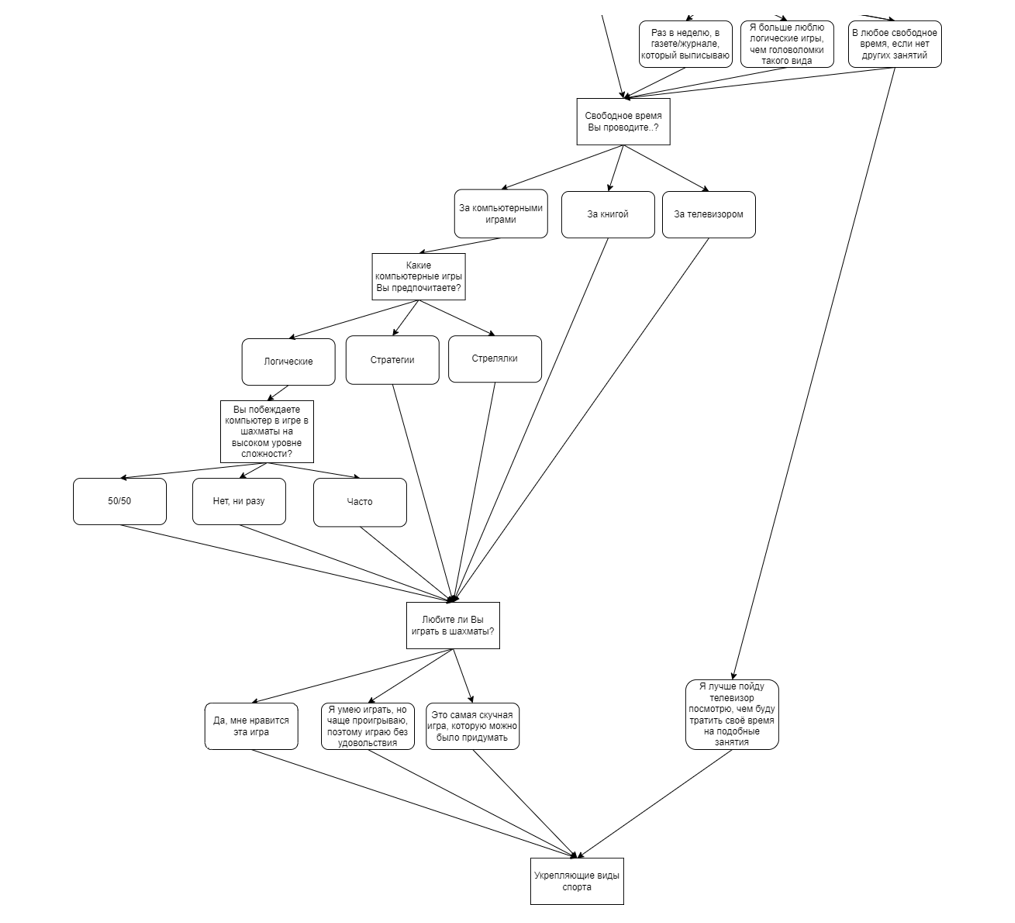 Раз в неделю, в
газете/журнале,
который выписываю
Я больше люблю
логические игры,
чем головоломки
такого вида
В любое свободное
время, если нет
других занятий
Свободное время
Вы проводите..?
За компьютерными
играми
За книгой
За телевизором
Какие
компьютерные игры
Вы предпочитаете?
Логические
Стратегии
Стрелялки
Вы побеждаете
компьютер в игре в
шахматы на
высоком уровне
сложности?
50/50
Нет, ни разу
Часто
Любите ли Вы
играть в шахматы?
Да, мне нравится
эта игра
Я умею играть, но
чаще проигрываю,
поэтому играю без
удовольствия
Это самая скучная
игра, которую можно
было придумать
Я лучше пойду
телевизор
посмотрю, чем буду
тратить своё время
на подобные
занятия
Укрепляющие виды
спорта